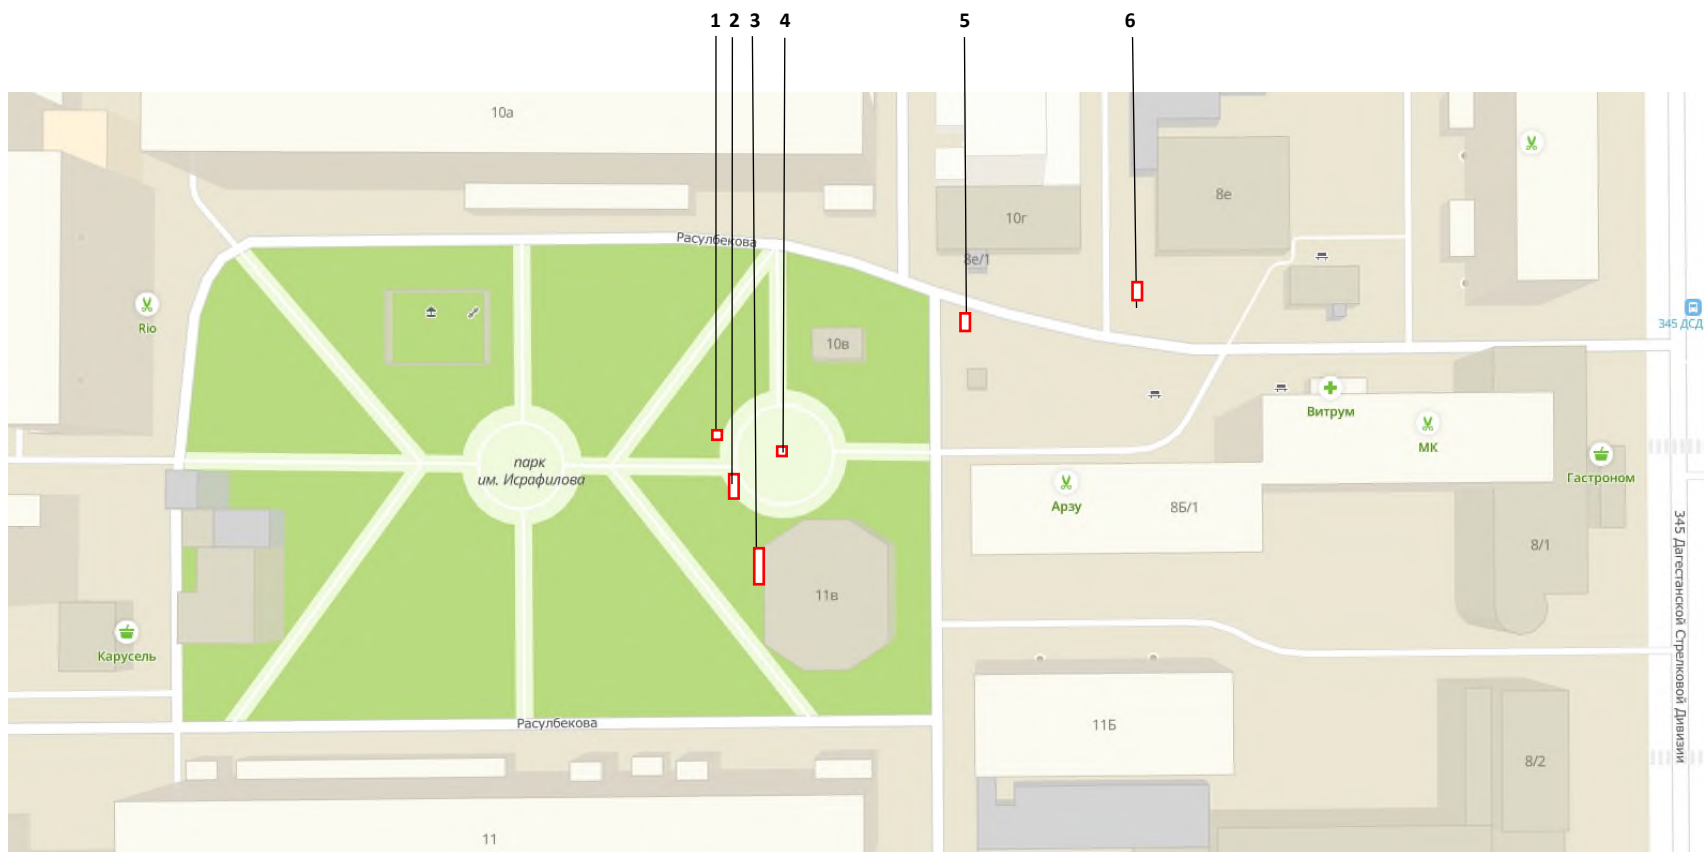 1 2 3 4 5 6
10а
8е
10г
Расулбекова
8е/1
Rio
345 ДСД
10в
Витрум
МК
парк
им. Исрафилова
Гастроном
Арзу
8Б/1
345 Дагестанской Стрелковой Дивизии
8/1
11в
Карусель
Расулбекова
11Б
8/2
11